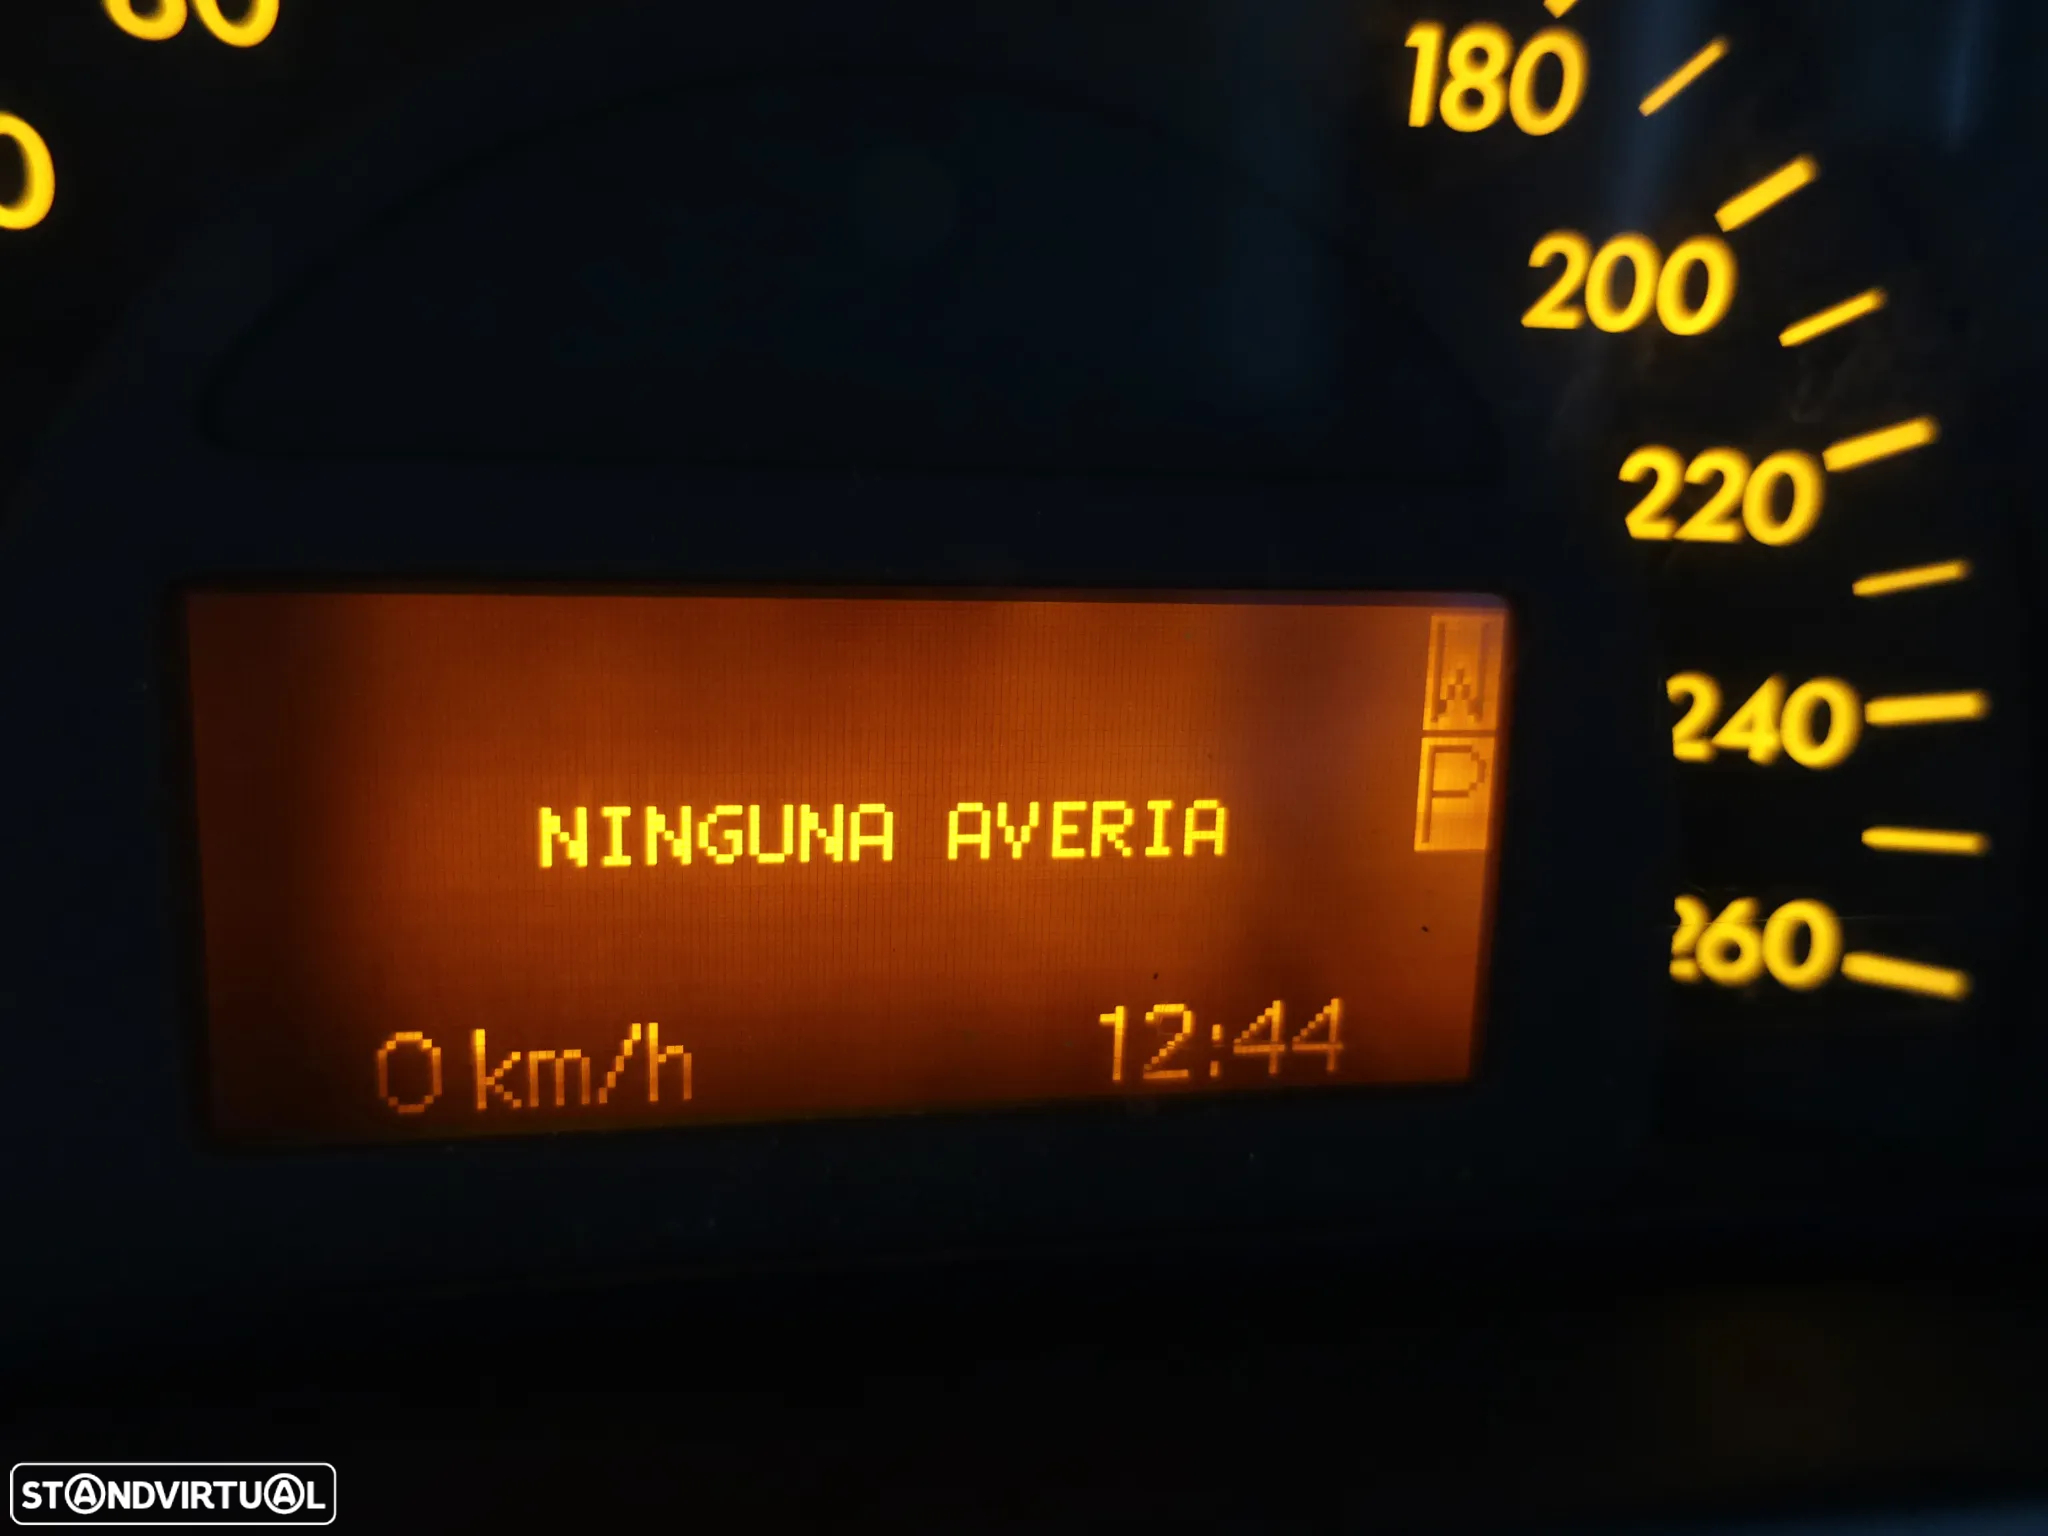 180
200
220
240
260
W
P
NINGUNA AVERIA
0 km/h 12:44
STANDVIRTUAL